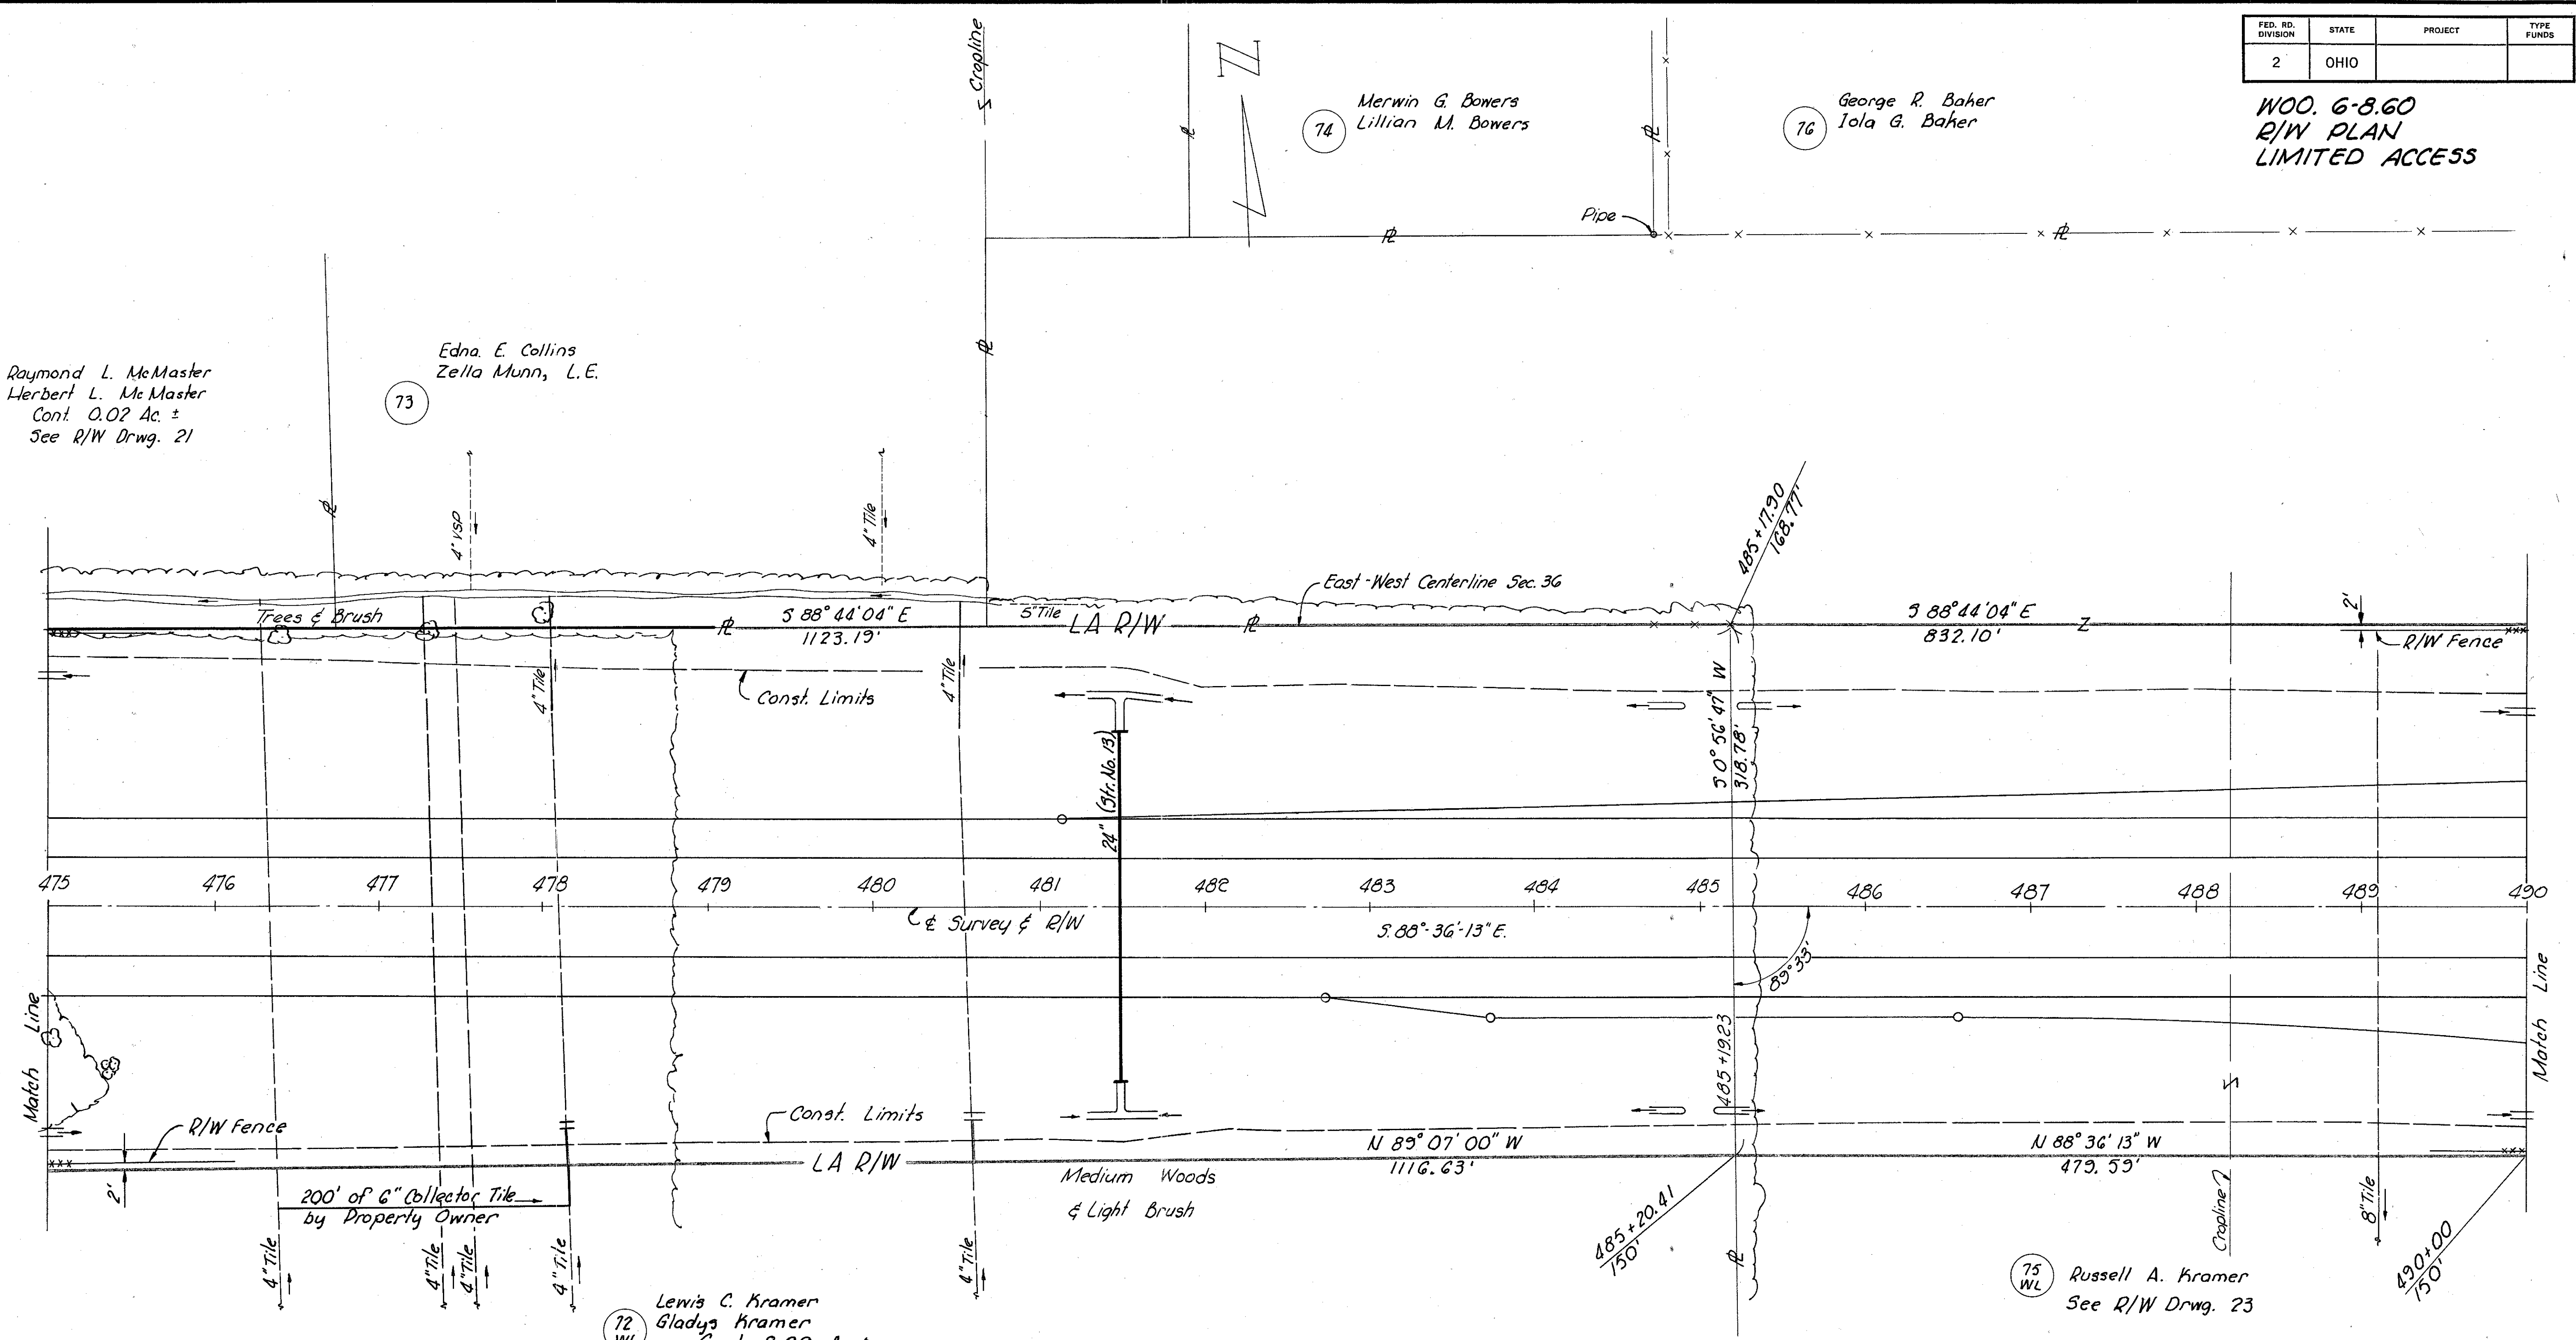 FED. RD. DIVISION STATE PROJECT TYPE FUNDS
2 OHIO
WOO. 6-8.60
R/W PLAN
LIMITED ACCESS
Cropline
N
74
Merwin G. Bowers
Lillian M. Bowers
76
George R. Baker
Iola G. Baker
Pipe
Raymond L. McMaster
Herbert L. McMaster
Cont. 0.02 Ac. ±
See R/W Drwg. 21
73
Edna. E. Collins
Zella Munn, L.E.
4" VSP
4" Tile
485+17.90
168.77'
East-West Centerline Sec. 36
Trees & Brush
S 88° 44' 04" E
1123.19'
5" Tile
LA R/W
S 88° 44' 04" E
832.10'
2'
R/W Fence
4" Tile
Const. Limits
4" Tile
S 0° 56' 47" W
318.78'
24" (Str. No. 13)
475 476 477 478 479 480 481 482 483 484 485 486 487 488 489 490
℄ Survey & R/W
S. 88°-36'-13" E.
89°33'
485+19.23
Match Line
Match Line
R/W Fence
Const. Limits
2'
LA R/W
N 89° 07' 00" W
1116.63'
N 88° 36' 13" W
479.59'
200' of 6" Collector Tile
by Property Owner
Medium Woods
& Light Brush
4" Tile
4" Tile
4" Tile
4" Tile
4" Tile
485+20.41
150'
Cropline
8" Tile
490+00
150'
72
WL
Lewis C. Kramer
Gladys Kramer
75
WL
Russell A. Kramer
See R/W Drwg. 23